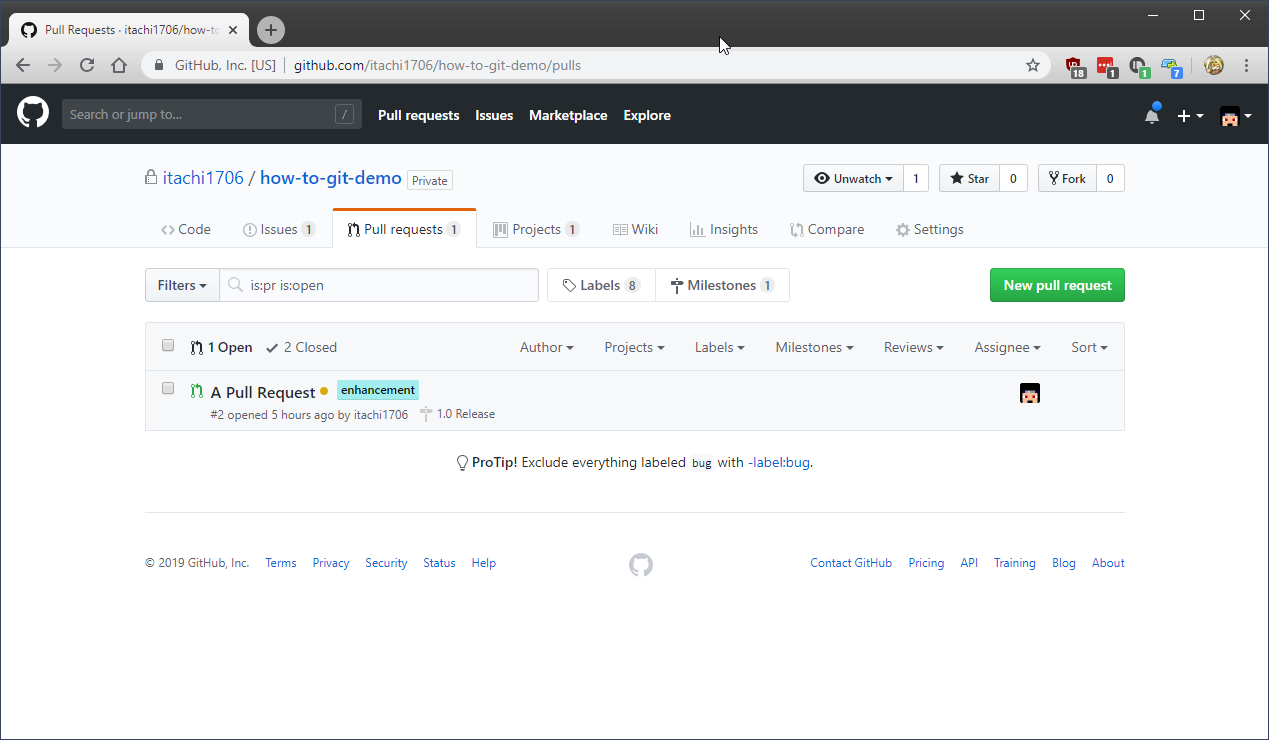 Pull Requests · itachi1706/how-to
GitHub, Inc. [US] github.com/itachi1706/how-to-git-demo/pulls 18 1 1 7
Search or jump to... / Pull requests Issues Marketplace Explore
itachi1706 / how-to-git-demo Private Unwatch 1 Star 0 Fork 0
Code Issues 1 Pull requests 1 Projects 1 Wiki Insights Compare Settings
Filters is:pr is:open Labels 8 Milestones 1 New pull request
1 Open 2 Closed Author Projects Labels Milestones Reviews Assignee Sort
A Pull Request enhancement
#2 opened 5 hours ago by itachi1706 1.0 Release
ProTip! Exclude everything labeled bug with -label:bug.
© 2019 GitHub, Inc. Terms Privacy Security Status Help Contact GitHub Pricing API Training Blog About